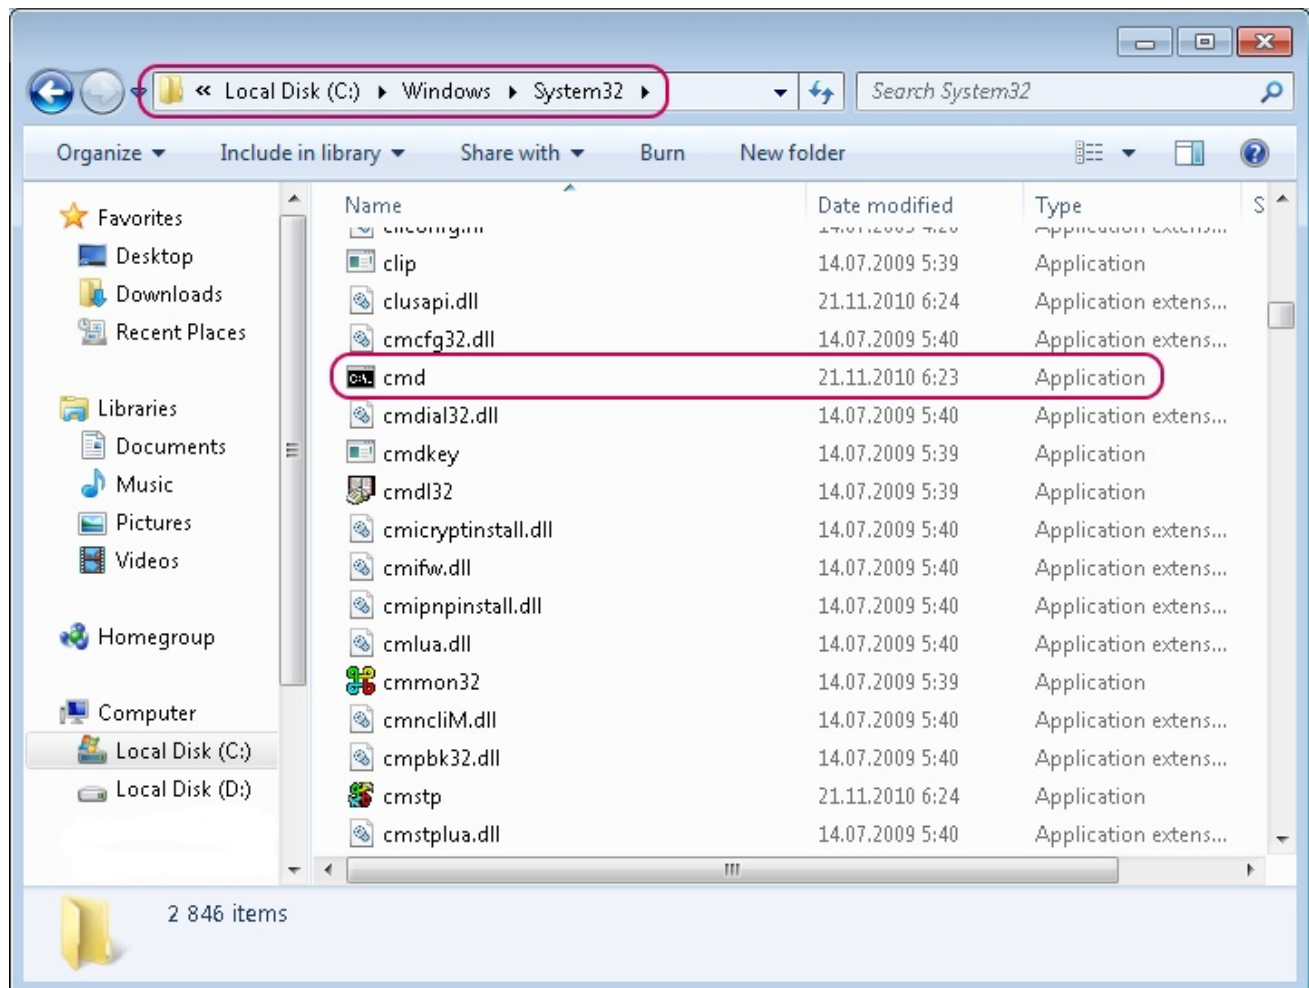 « Local Disk (C:) ▸ Windows ▸ System32 ▸ Search System32
Organize Include in library Share with Burn New folder
Favorites
Desktop
Downloads
Recent Places
Libraries
Documents
Music
Pictures
Videos
Homegroup
Computer
Local Disk (C:)
Local Disk (D:)
Name Date modified Type S
clip 14.07.2009 5:39 Application
clusapi.dll 21.11.2010 6:24 Application extens...
cmcfg32.dll 14.07.2009 5:40 Application extens...
cmd 21.11.2010 6:23 Application
cmdial32.dll 14.07.2009 5:40 Application extens...
cmdkey 14.07.2009 5:39 Application
cmdl32 14.07.2009 5:39 Application
cmicryptinstall.dll 14.07.2009 5:40 Application extens...
cmifw.dll 14.07.2009 5:40 Application extens...
cmipnpinstall.dll 14.07.2009 5:40 Application extens...
cmlua.dll 14.07.2009 5:40 Application extens...
cmmon32 14.07.2009 5:39 Application
cmncliM.dll 14.07.2009 5:40 Application extens...
cmpbk32.dll 14.07.2009 5:40 Application extens...
cmstp 21.11.2010 6:24 Application
cmstplua.dll 14.07.2009 5:40 Application extens...
2 846 items